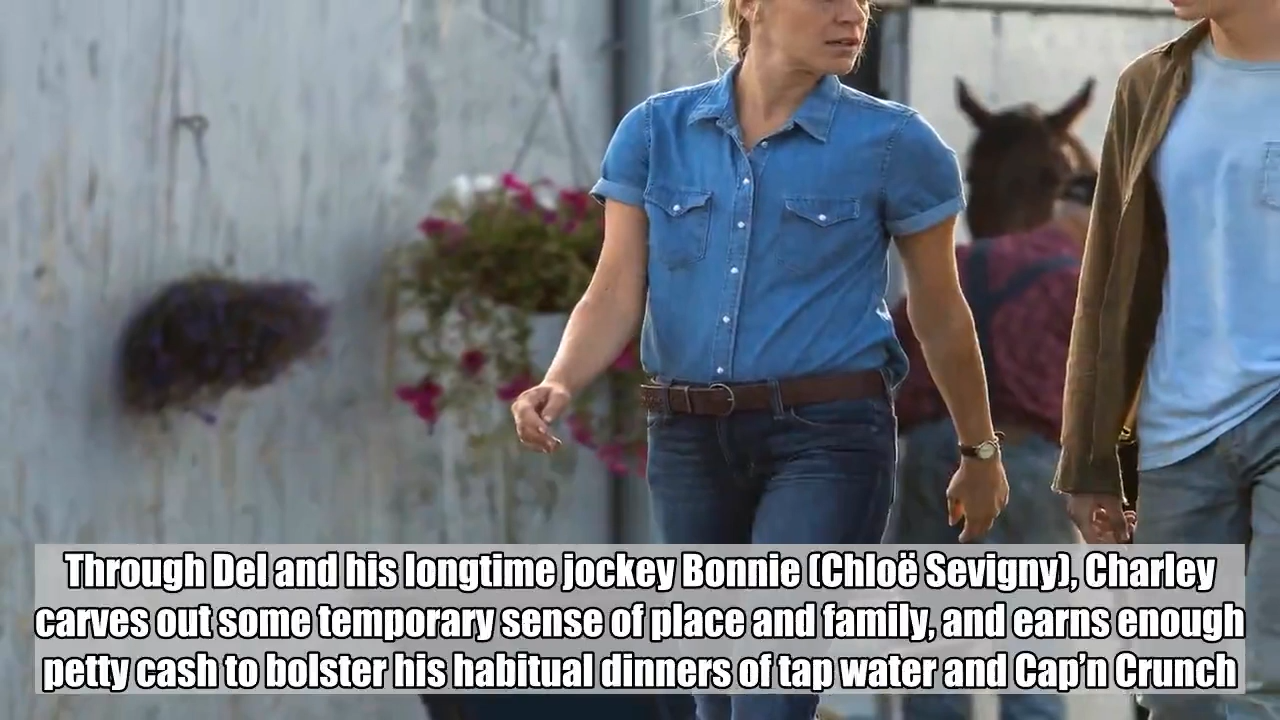 Through Del and his longtime jockey Bonnie (Chloë Sevigny), Charley
carves out some temporary sense of place and family, and earns enough
petty cash to bolster his habitual dinners of tap water and Cap’n Crunch